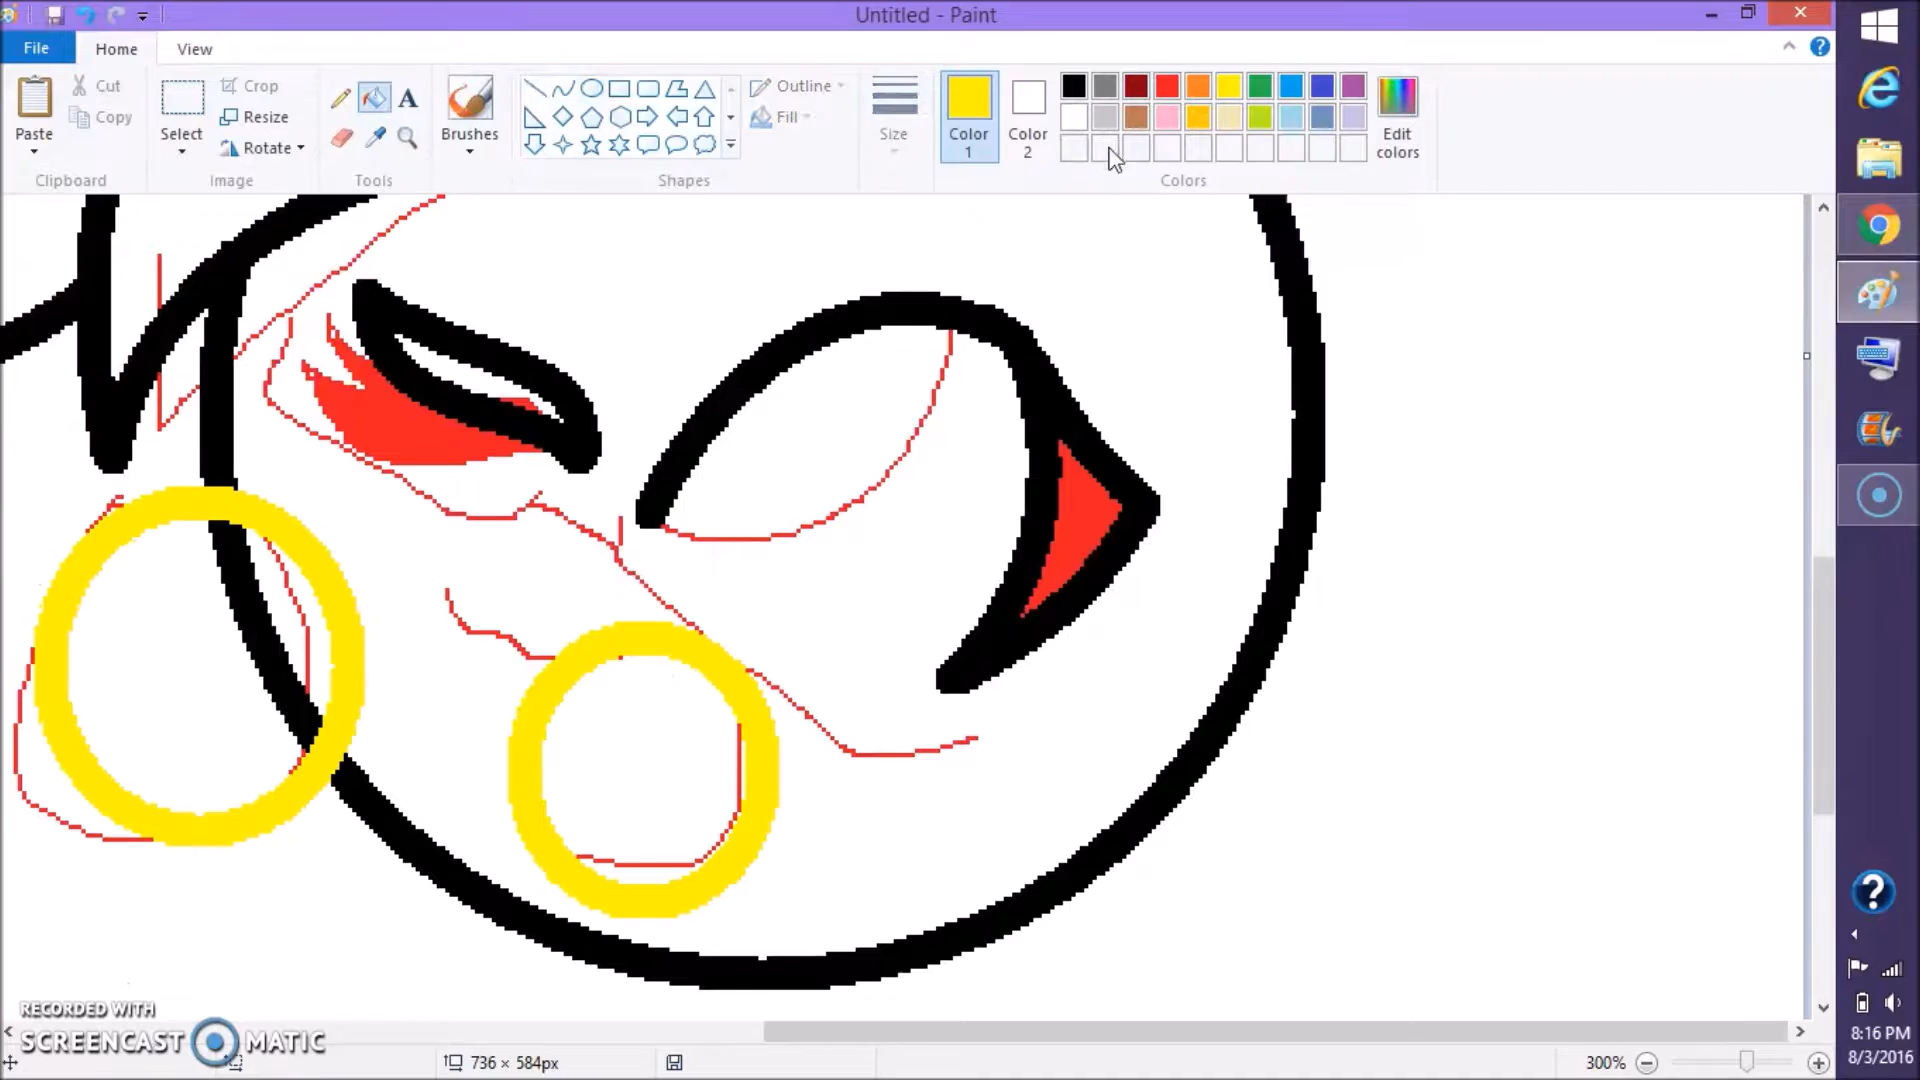 Untitled - Paint
File
Home
View
Paste
Cut
Copy
Clipboard
Select
Crop
Resize
Rotate
Image
A
Tools
Brushes
Shapes
Outline
Fill
Size
Color 1
Color 2
Edit colors
Colors
RECORDED WITH
SCREENCAST MATIC
736 × 584px
300%
8:16 PM
8/3/2016